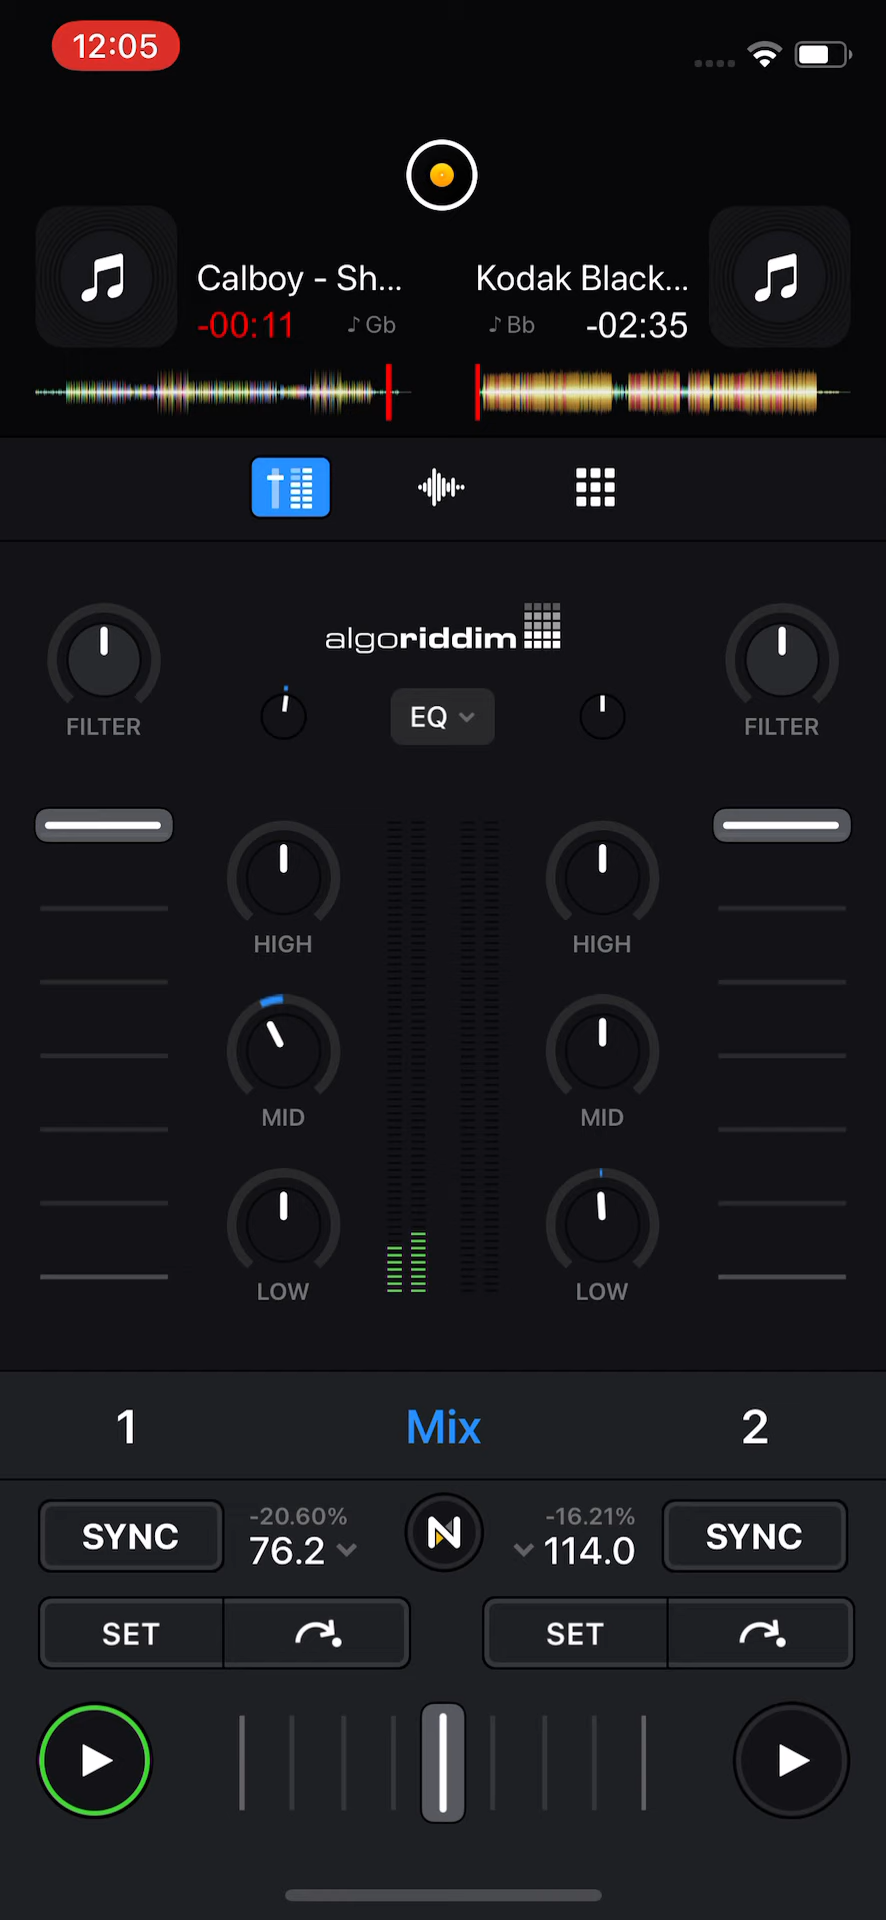 12:05
Calboy - Sh...
-00:11
♪ Gb
Kodak Black...
♪ Bb
-02:35
algoriddim
FILTER
EQ
FILTER
HIGH
HIGH
MID
MID
LOW
LOW
1
Mix
2
SYNC
-20.60%
76.2
N
-16.21%
114.0
SYNC
SET
SET